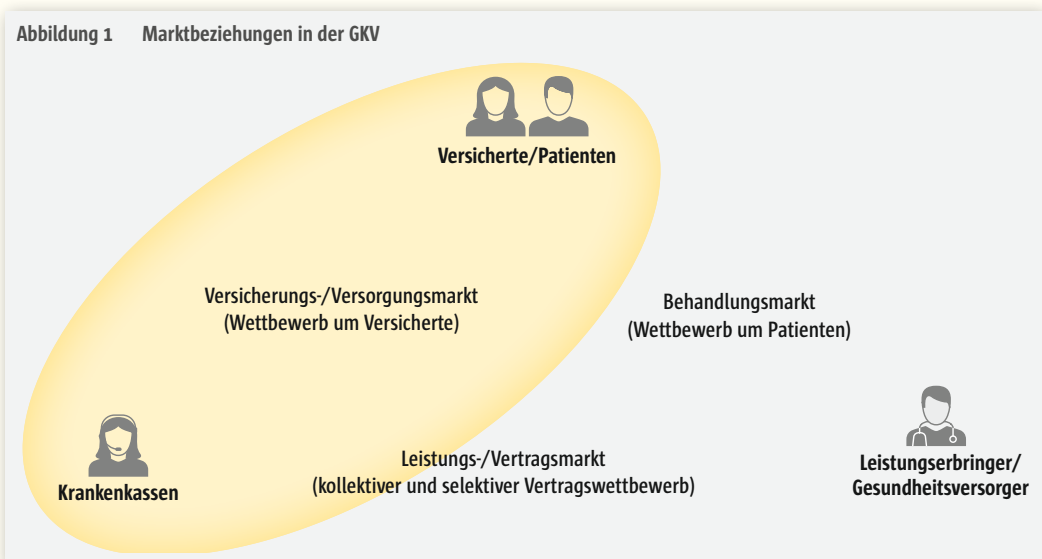 Abbildung 1 Marktbeziehungen in der GKV
Versicherte/Patienten
Versicherungs-/Versorgungsmarkt
(Wettbewerb um Versicherte)
Behandlungsmarkt
(Wettbewerb um Patienten)
Krankenkassen
Leistungs-/Vertragsmarkt
(kollektiver und selektiver Vertragswettbewerb)
Leistungserbringer/
Gesundheitsversorger